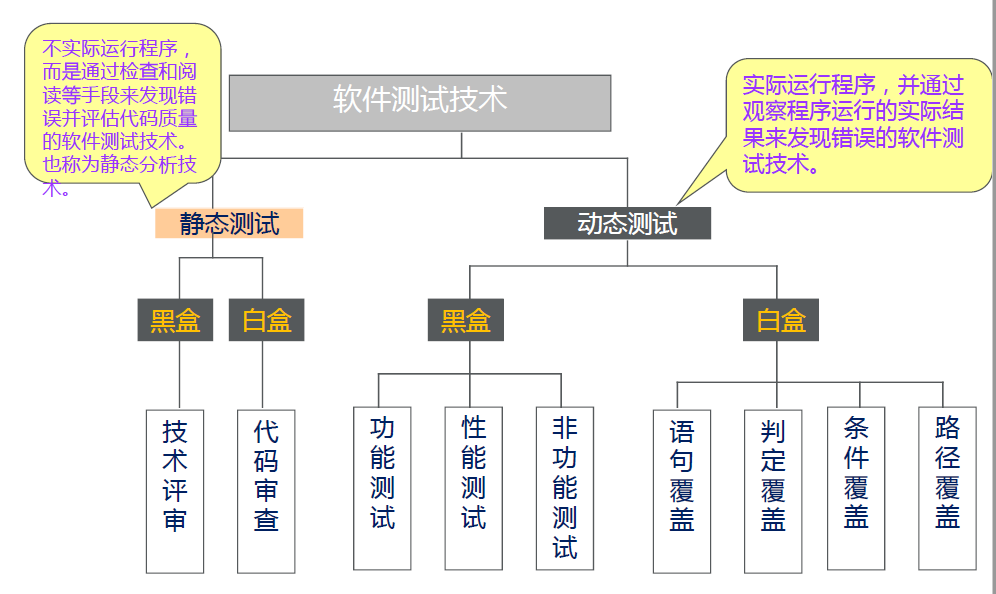 不实际运行程序，
而是通过检查和阅
读等手段来发现错
误并评估代码质量
的软件测试技术。
也称为静态分析技
术。
软件测试技术
实际运行程序，并通过
观察程序运行的实际结
果来发现错误的软件测
试技术。
静态测试
动态测试
黑盒
白盒
黑盒
白盒
技术评审
代码审查
功能测试
性能测试
非功能测试
语句覆盖
判定覆盖
条件覆盖
路径覆盖